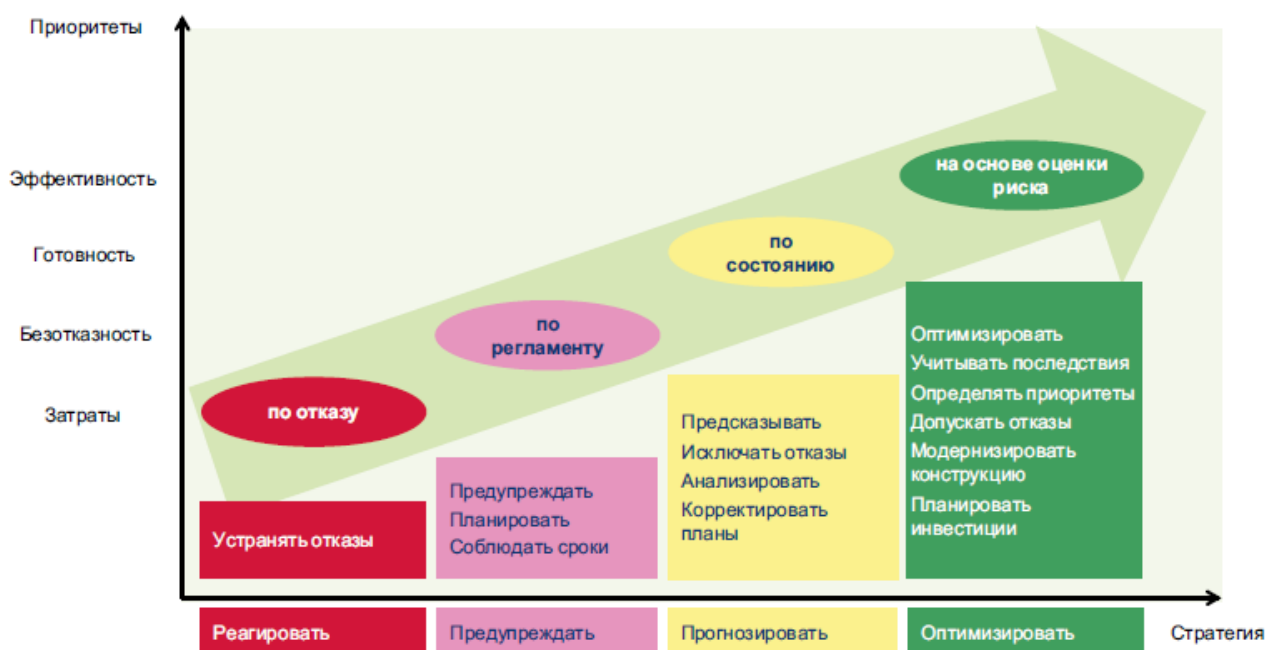 Приоритеты
Эффективность
Готовность
Безотказность
Затраты
по отказу
по
регламенту
по
состоянию
на основе оценки
риска
Устранять отказы
Предупреждать
Планировать
Соблюдать сроки
Предсказывать
Исключать отказы
Анализировать
Корректировать
планы
Оптимизировать
Учитывать последствия
Определять приоритеты
Допускать отказы
Модернизировать
конструкцию
Планировать
инвестиции
Реагировать
Предупреждать
Прогнозировать
Оптимизировать
Стратегия